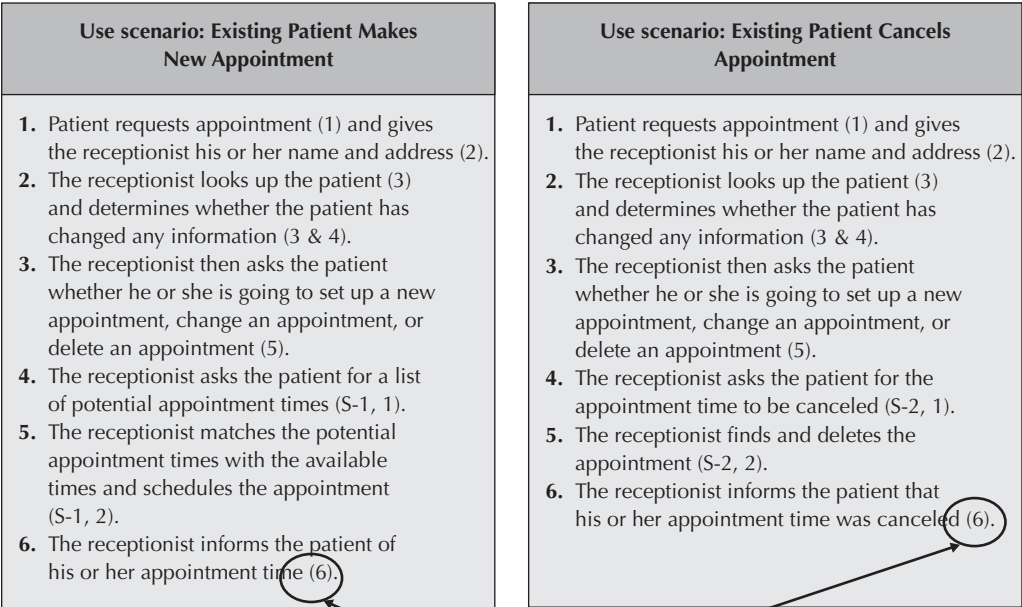 Use scenario: Existing Patient Makes
New Appointment
1. Patient requests appointment (1) and gives
the receptionist his or her name and address (2).
2. The receptionist looks up the patient (3)
and determines whether the patient has
changed any information (3 & 4).
3. The receptionist then asks the patient
whether he or she is going to set up a new
appointment, change an appointment, or
delete an appointment (5).
4. The receptionist asks the patient for a list
of potential appointment times (S-1, 1).
5. The receptionist matches the potential
appointment times with the available
times and schedules the appointment
(S-1, 2).
6. The receptionist informs the patient of
his or her appointment time (6).
Use scenario: Existing Patient Cancels
Appointment
1. Patient requests appointment (1) and gives
the receptionist his or her name and address (2).
2. The receptionist looks up the patient (3)
and determines whether the patient has
changed any information (3 & 4).
3. The receptionist then asks the patient
whether he or she is going to set up a new
appointment, change an appointment, or
delete an appointment (5).
4. The receptionist asks the patient for the
appointment time to be canceled (S-2, 1).
5. The receptionist finds and deletes the
appointment (S-2, 2).
6. The receptionist informs the patient that
his or her appointment time was canceled (6).